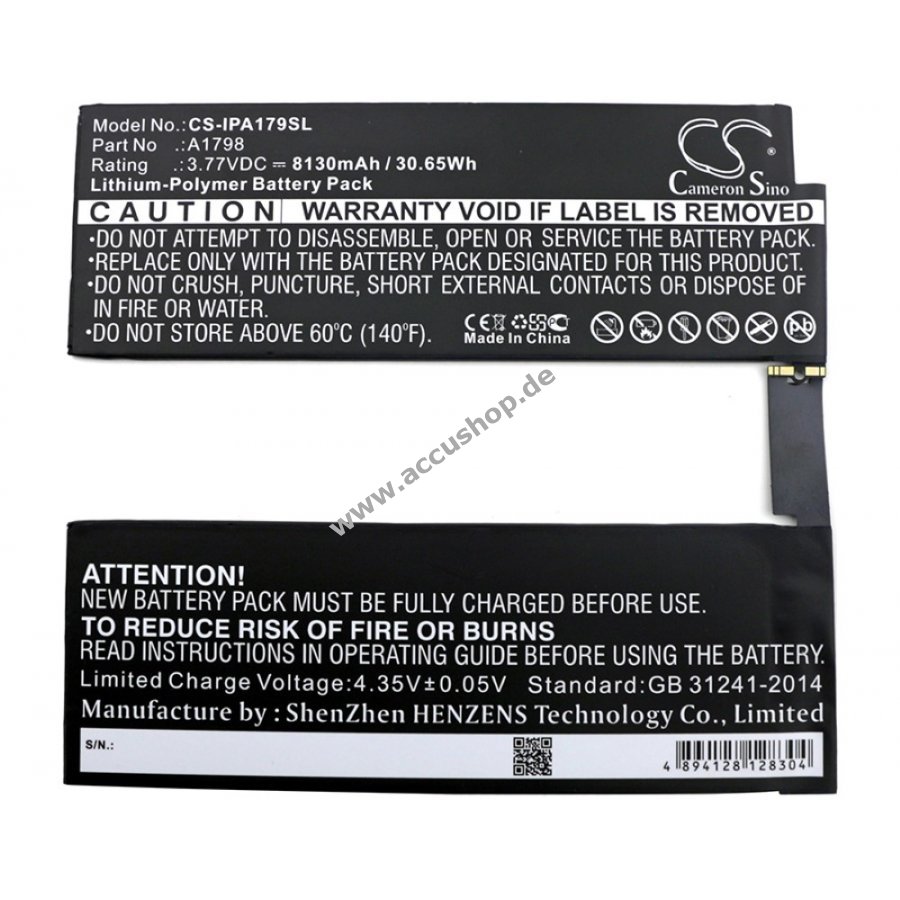 Model No.: CS-IPA179SL
Part No .: A1798
Rating .: 3.77VDC ⎓ 8130mAh / 30.65Wh
Lithium-Polymer Battery Pack
CS
Cameron Sino
CAUTION WARRANTY VOID IF LABEL IS REMOVED
•DO NOT ATTEMPT TO DISASSEMBLE, OPEN OR SERVICE THE BATTERY PACK.
•REPLACE ONLY WITH THE BATTERY PACK DESIGNATED FOR THIS PRODUCT.
•DO NOT CRUSH, PUNCTURE, SHORT EXTERNAL CONTACTS OR DISPOSE OF
IN FIRE OR WATER.
•DO NOT STORE ABOVE 60°C (140°F).
CE
Made In China
Pb
www.accushop.de
ATTENTION!
NEW BATTERY PACK MUST BE FULLY CHARGED BEFORE USE.
TO REDUCE RISK OF FIRE OR BURNS
READ INSTRUCTIONS IN OPERATING GUIDE BEFORE USING BATTERY.
Limited Charge Voltage:4.35V±0.05V Standard:GB 31241-2014
Manufacture by : ShenZhen HENZENS Technology Co., Limited
S/N.:
4 894128 128304